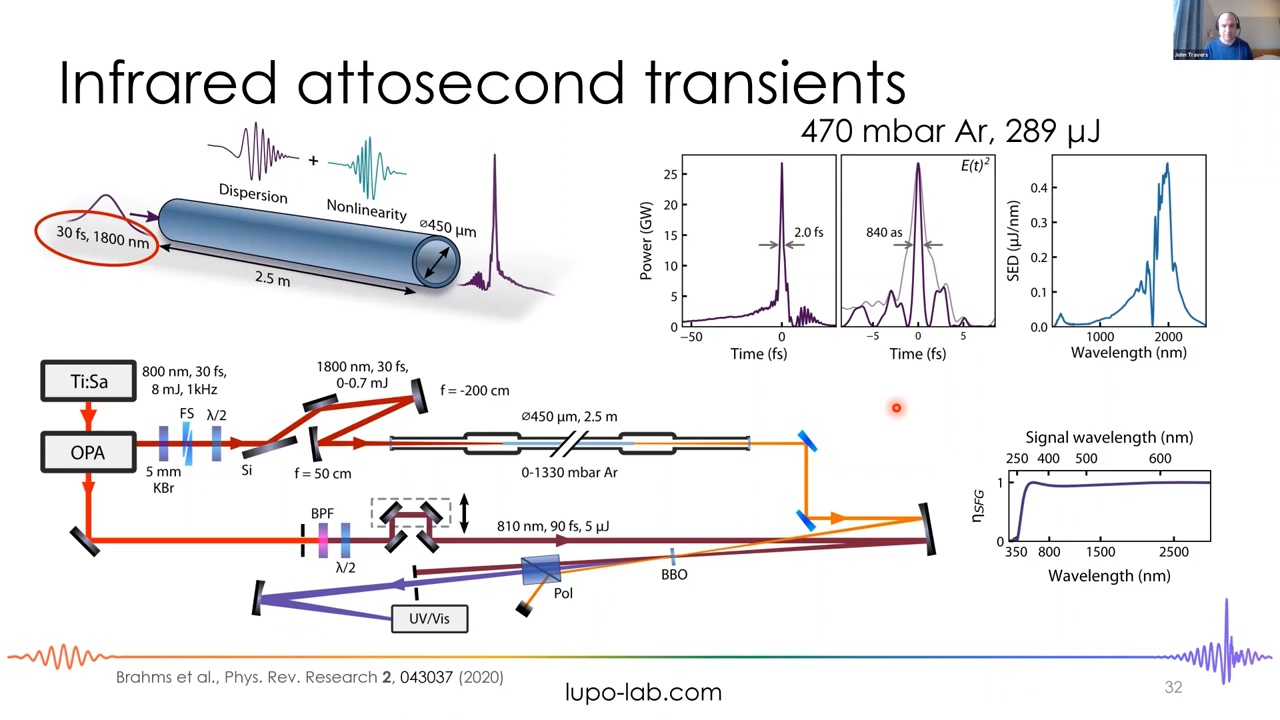 John Travers
Infrared attosecond transients
470 mbar Ar, 289 µJ
Dispersion
+
Nonlinearity
30 fs, 1800 nm
⌀450 µm
2.5 m
Power (GW)
25
20
15
10
5
0
2.0 fs
−50
0
Time (fs)
E(t)²
840 as
−5
0
5
Time (fs)
SED (µJ/nm)
0.4
0.3
0.2
0.1
0.0
1000
2000
Wavelength (nm)
Ti:Sa
800 nm, 30 fs,
8 mJ, 1kHz
OPA
FS
λ/2
5 mm
KBr
Si
1800 nm, 30 fs,
0-0.7 mJ
f = -200 cm
f = 50 cm
⌀450 µm, 2.5 m
0-1330 mbar Ar
BPF
λ/2
810 nm, 90 fs, 5 µJ
BBO
Pol
UV/Vis
Signal wavelength (nm)
250 400 500 600
ηSFG
1
0
350 800 1500 2500
Wavelength (nm)
Brahms et al., Phys. Rev. Research 2, 043037 (2020)
lupo-lab.com
32